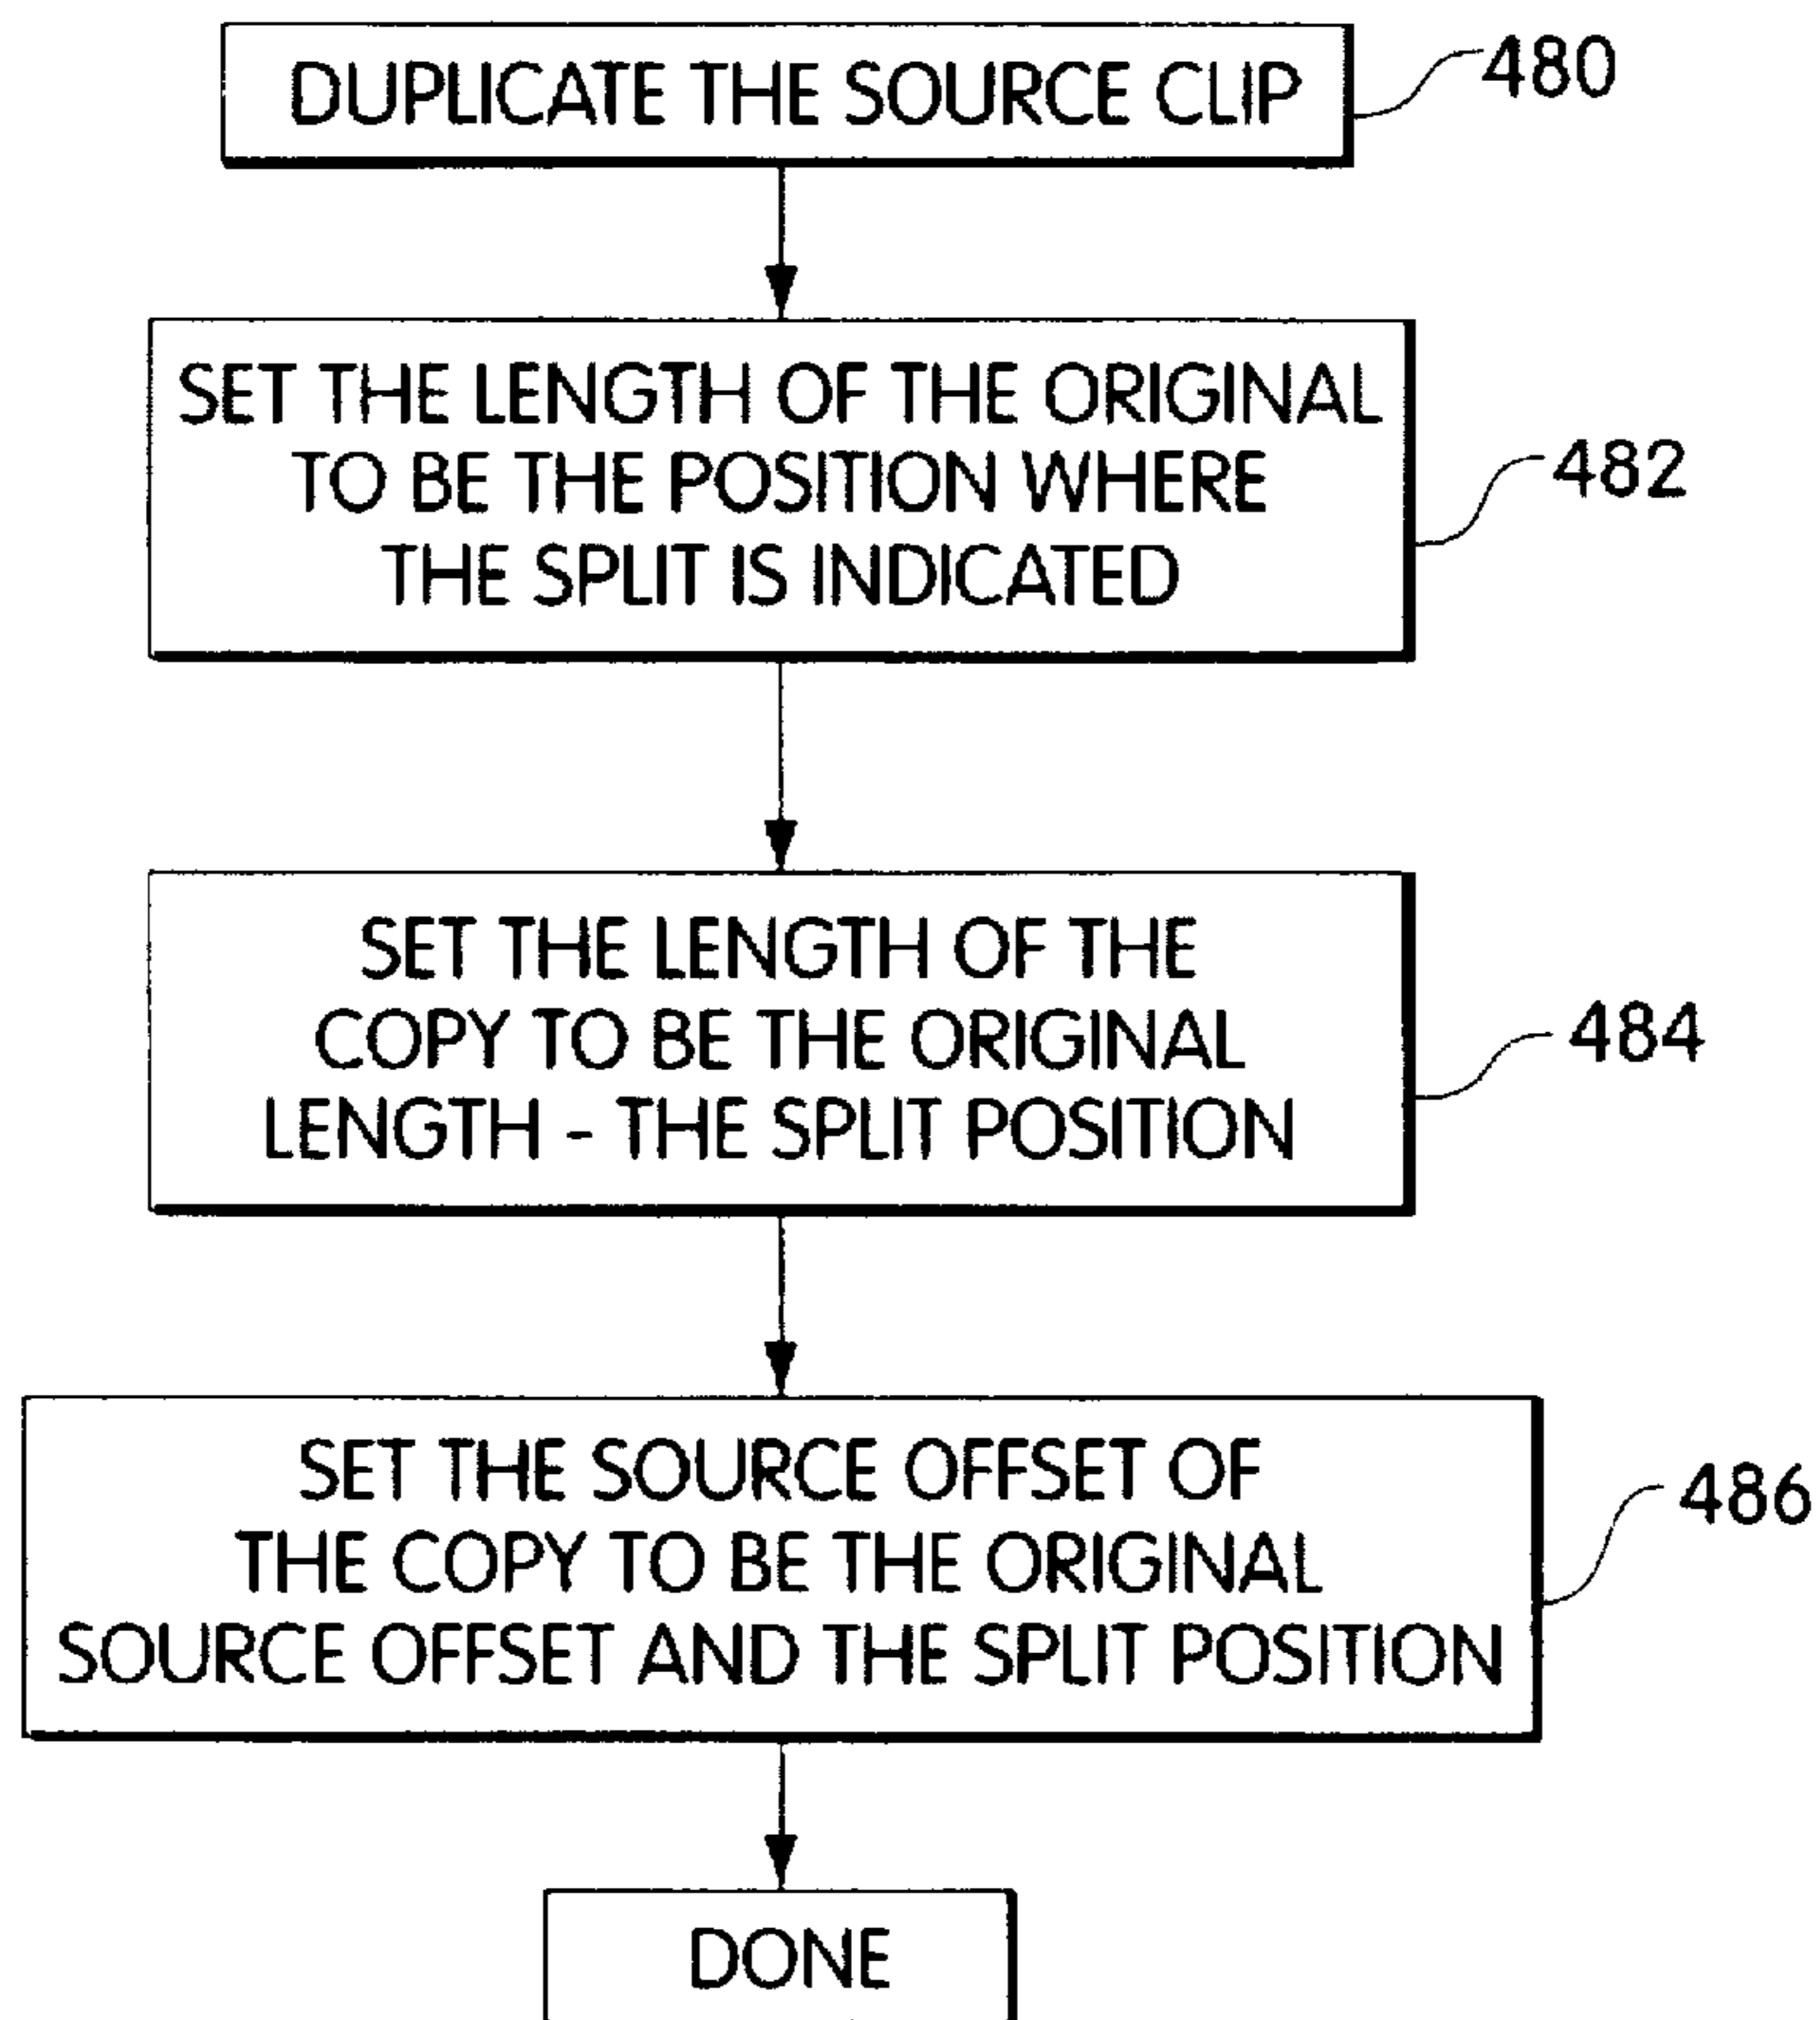 DUPLICATE THE SOURCE CLIP
480
SET THE LENGTH OF THE ORIGINAL
TO BE THE POSITION WHERE
THE SPLIT IS INDICATED
482
SET THE LENGTH OF THE
COPY TO BE THE ORIGINAL
LENGTH - THE SPLIT POSITION
484
SET THE SOURCE OFFSET OF
THE COPY TO BE THE ORIGINAL
SOURCE OFFSET AND THE SPLIT POSITION
486
DONE